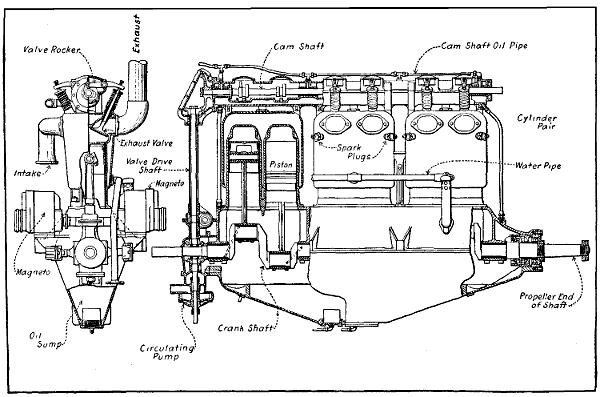 Exhaust
Valve Rocker
Cam Shaft
Cam Shaft Oil Pipe
Cylinder
Pair
Exhaust Valve
Valve Drive
Shaft
Piston
Spark
Plugs
Water Pipe
Intake
Magneto
Magneto
Oil
Sump
Circulating
Pump
Crank Shaft
Propeller End
of Shaft